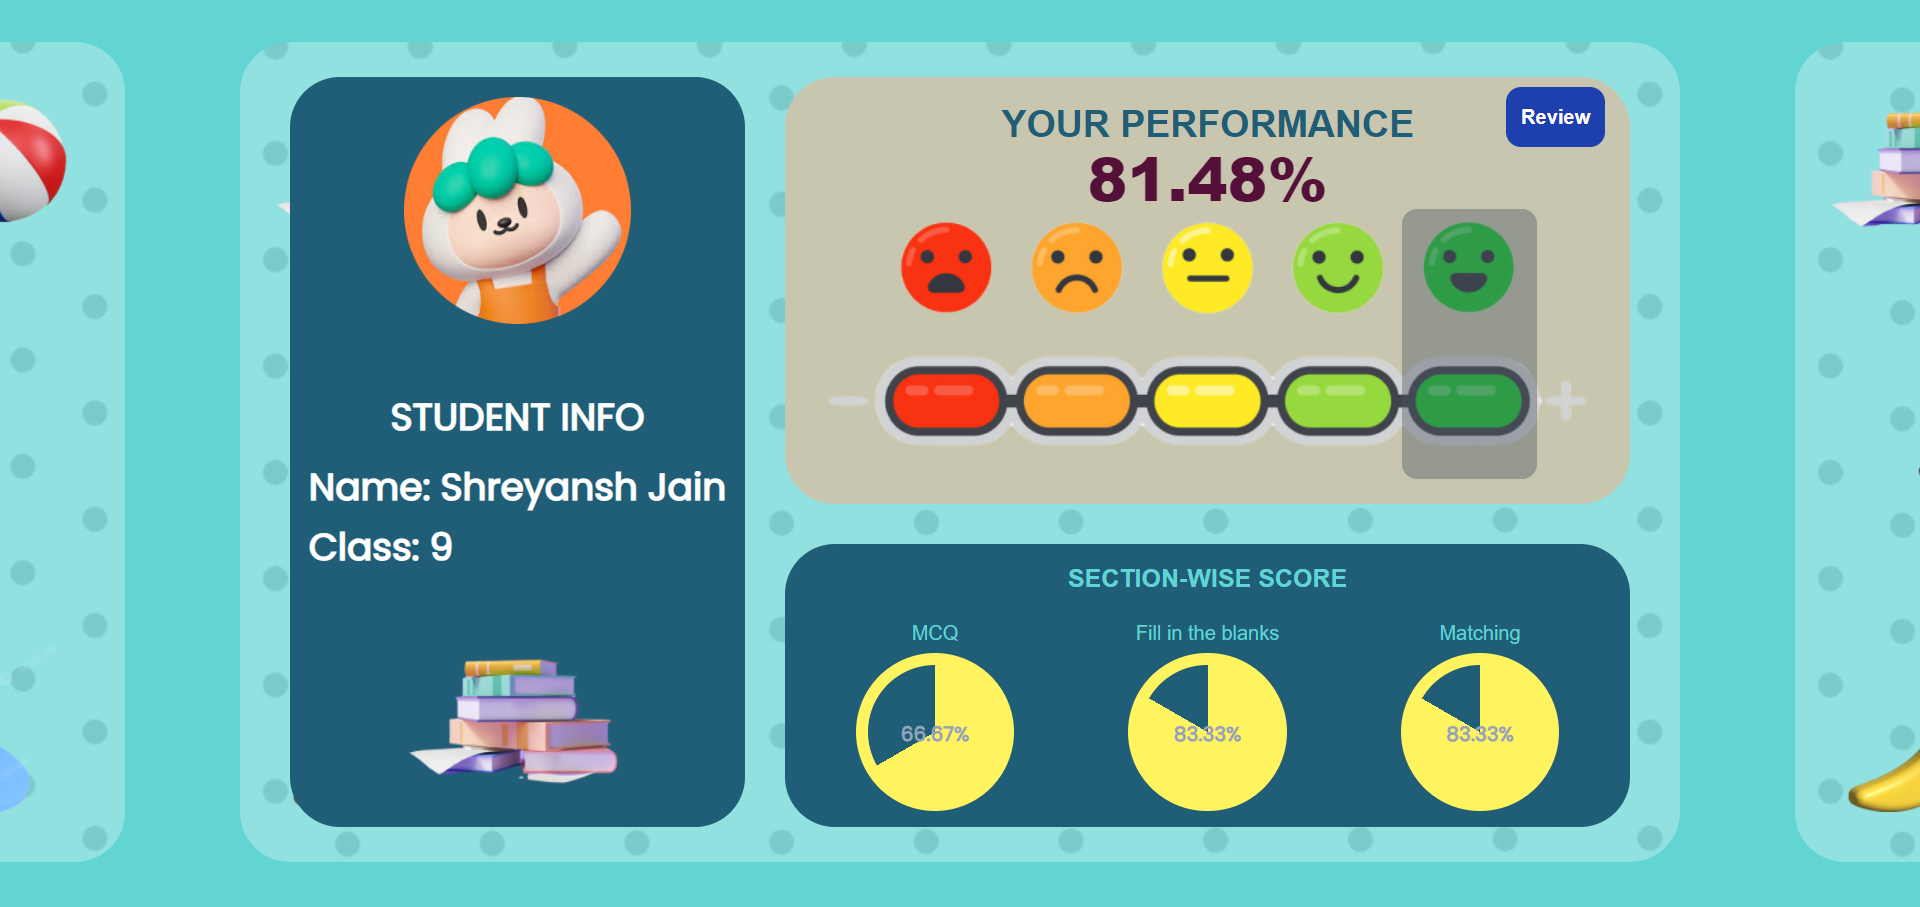 STUDENT INFO
Name: Shreyansh Jain
Class: 9
YOUR PERFORMANCE
Review
81.48%
SECTION-WISE SCORE
MCQ
Fill in the blanks
Matching
66.67%
83.33%
83.33%